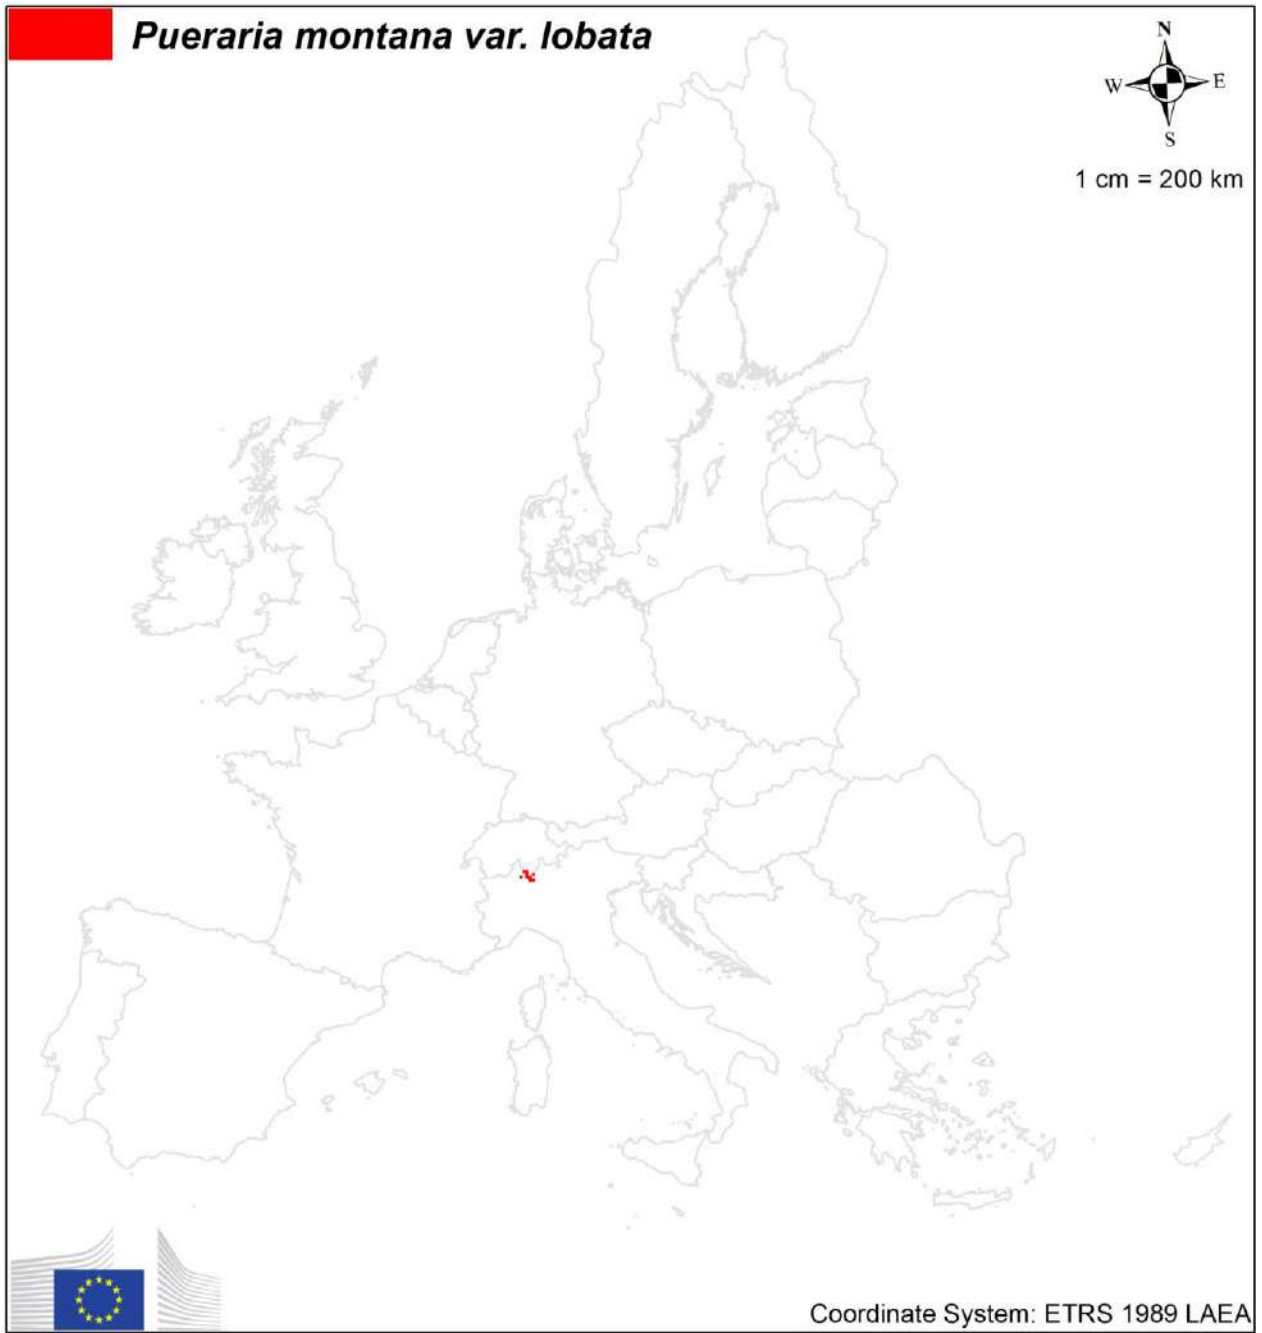 Pueraria montana var. lobata
N
W E
S
1 cm = 200 km
Coordinate System: ETRS 1989 LAEA